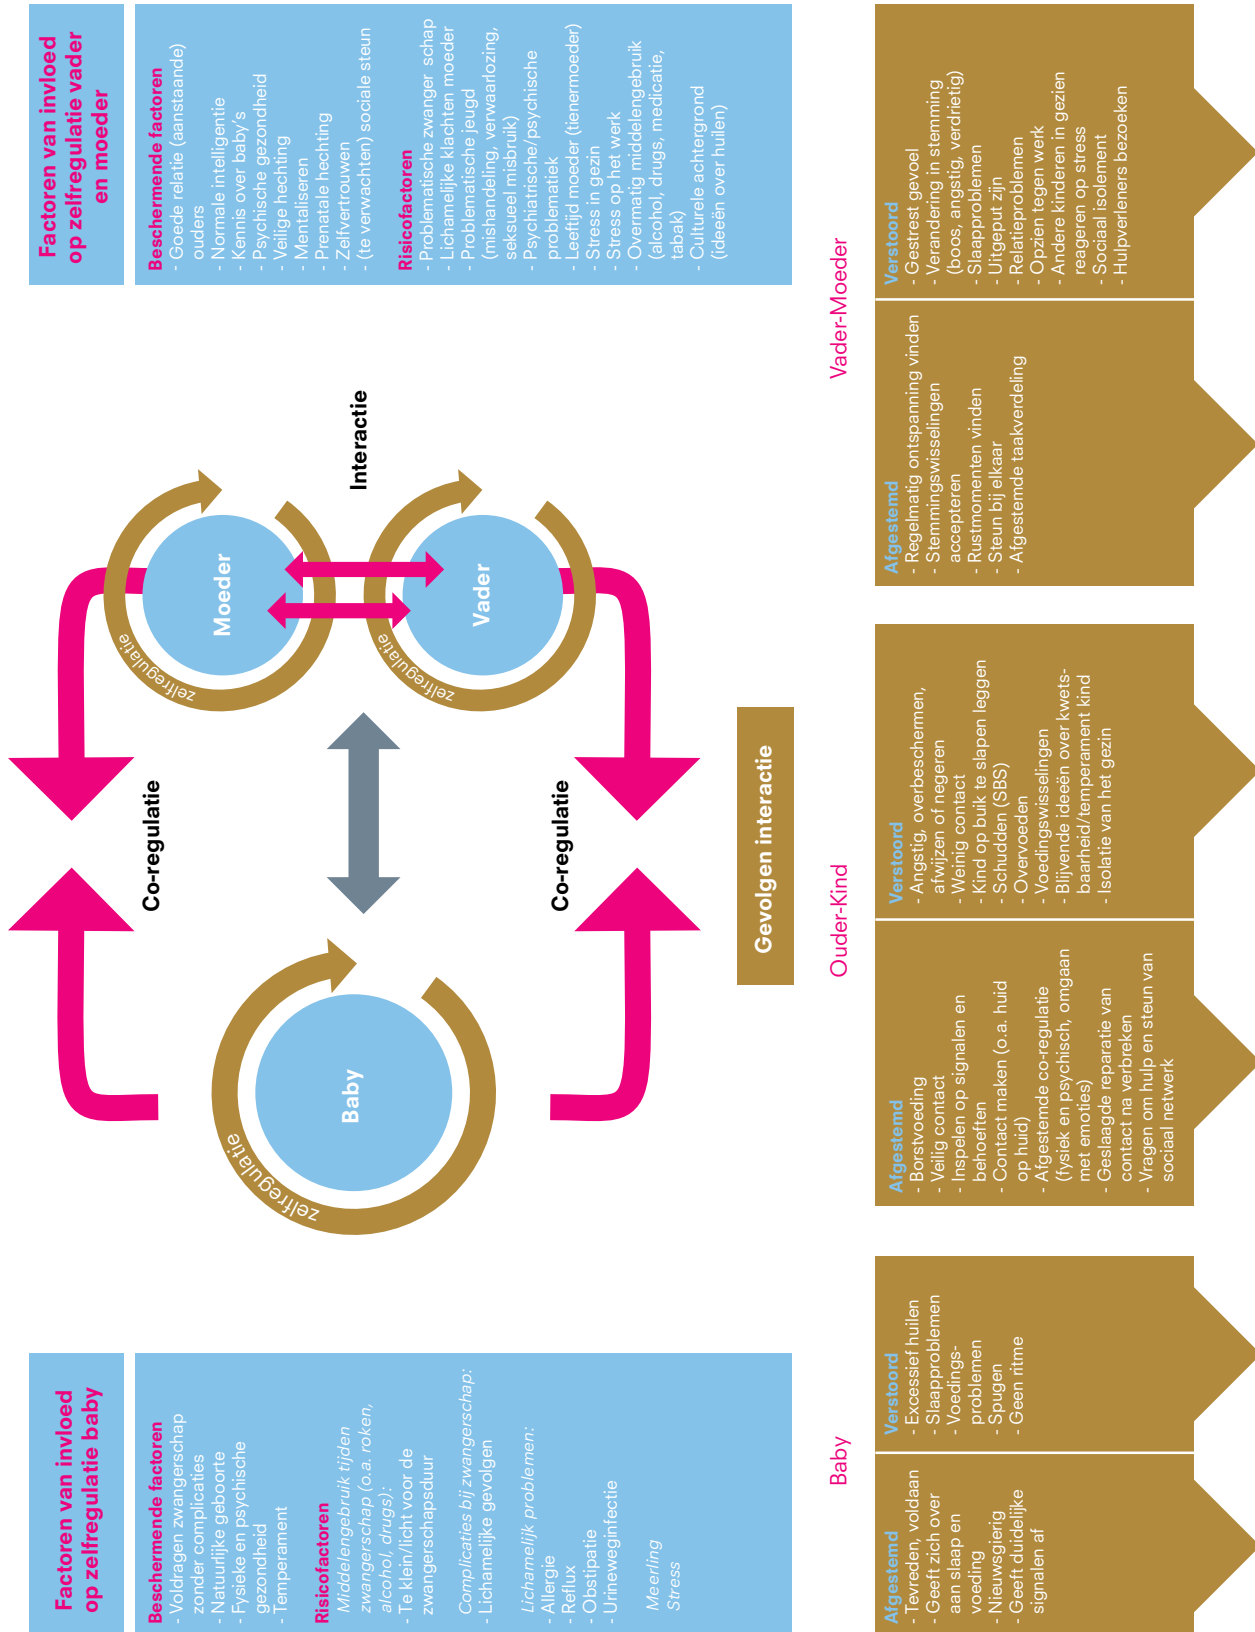 Factoren van invloed
op zelfregulatie baby
Beschermende factoren
- Voldragen zwangerschap
zonder complicaties
- Natuurlijke geboorte
- Fysieke en psychische
gezondheid
- Temperament
Risicofactoren
Middelengebruik tijden
zwangerschap (o.a. roken,
alcohol, drugs):
- Te klein/licht voor de
zwangerschapsduur
Complicaties bij zwangerschap:
- Lichamelijke gevolgen
Lichamelijk problemen:
- Allergie
- Reflux
- Obstipatie
- Urineweginfectie
Meerling
Stress
Co-regulatie
zelfregulatie
Baby
zelfregulatie
Moeder
Interactie
zelfregulatie
Vader
Co-regulatie
Factoren van invloed
op zelfregulatie vader
en moeder
Beschermende factoren
- Goede relatie (aanstaande)
ouders
- Normale intelligentie
- Kennis over baby's
- Psychische gezondheid
- Veilige hechting
- Mentaliseren
- Prenatale hechting
- Zelfvertrouwen
- (te verwachten) sociale steun
Risicofactoren
- Problematische zwanger schap
- Lichamelijke klachten moeder
- Problematische jeugd
(mishandeling, verwaarlozing,
seksueel misbruik)
- Psychiatrische/psychische
problematiek
- Leeftijd moeder (tienermoeder)
- Stress in gezin
- Stress op het werk
- Overmatig middelengebruik
(alcohol, drugs, medicatie,
tabak)
- Culturele achtergrond
(ideeën over huilen)
Gevolgen interactie
Baby
Afgestemd
- Tevreden, voldaan
- Geeft zich over
aan slaap en
voeding
- Nieuwsgierig
- Geeft duidelijke
signalen af
Verstoord
- Excessief huilen
- Slaapproblemen
- Voedings-
problemen
- Spugen
- Geen ritme
Ouder-Kind
Afgestemd
- Borstvoeding
- Veilig contact
- Inspelen op signalen en
behoeften
- Contact maken (o.a. huid
op huid)
- Afgestemde co-regulatie
(fysiek en psychisch, omgaan
met emoties)
- Geslaagde reparatie van
contact na verbreken
- Vragen om hulp en steun van
sociaal netwerk
Verstoord
- Angstig, overbeschermen,
afwijzen of negeren
- Weinig contact
- Kind op buik te slapen leggen
- Schudden (SBS)
- Overvoeden
- Voedingswisselingen
- Blijvende ideeën over kwets-
baarheid/temperament kind
- Isolatie van het gezin
Vader-Moeder
Afgestemd
- Regelmatig ontspanning vinden
- Stemmingswisselingen
accepteren
- Rustmomenten vinden
- Steun bij elkaar
- Afgestemde taakverdeling
Verstoord
- Gestrest gevoel
- Verandering in stemming
(boos, angstig, verdrietig)
- Slaapproblemen
- Uitgeput zijn
- Relatieproblemen
- Opzien tegen werk
- Andere kinderen in gezien
reageren op stress
- Sociaal isolement
- Hulpverleners bezoeken